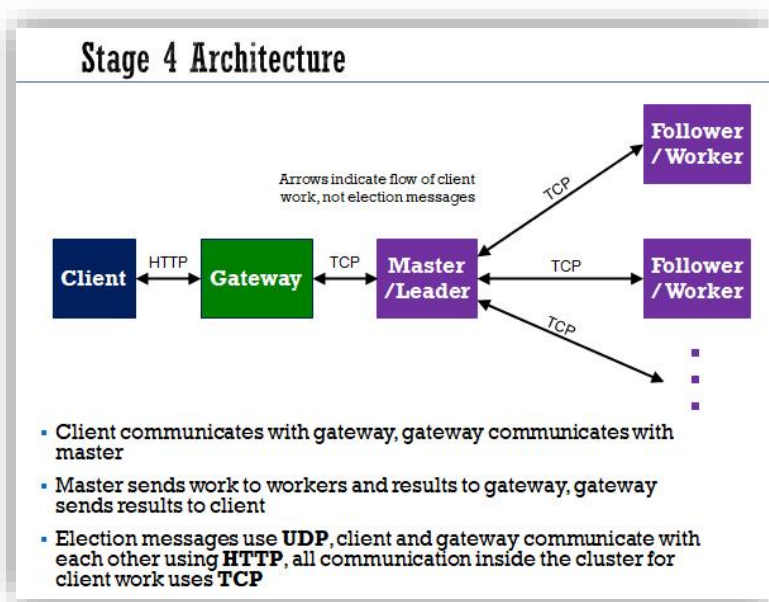 Stage 4 Architecture
Follower
/Worker
Arrows indicate flow of client
work, not election messages
TCP
Client
HTTP
Gateway
TCP
Master
/Leader
TCP
Follower
/Worker
TCP
Client communicates with gateway, gateway communicates with
master
Master sends work to workers and results to gateway, gateway
sends results to client
Election messages use UDP, client and gateway communicate with
each other using HTTP, all communication inside the cluster for
client work uses TCP